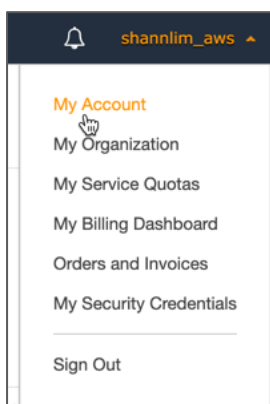 shannlim_aws
My Account
My Organization
My Service Quotas
My Billing Dashboard
Orders and Invoices
My Security Credentials
Sign Out